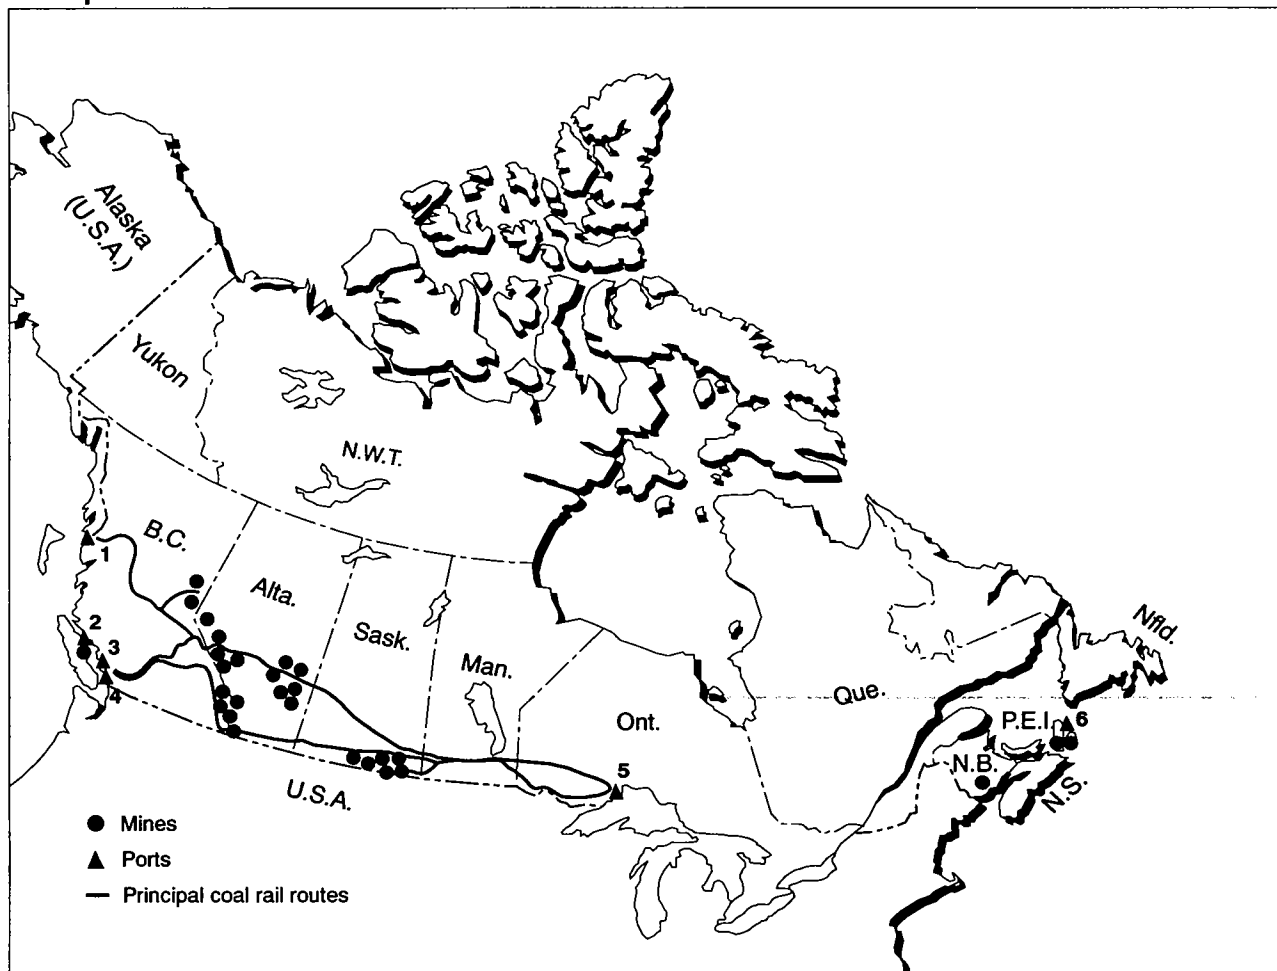 Alaska
(U.S.A.)
Yukon
N.W.T.
B.C.
1
Alta.
Sask.
Man.
2
3
4
Ont.
Que.
Nfld.
P.E.I.
6
N.B.
N.S.
5
U.S.A.
Mines
Ports
Principal coal rail routes